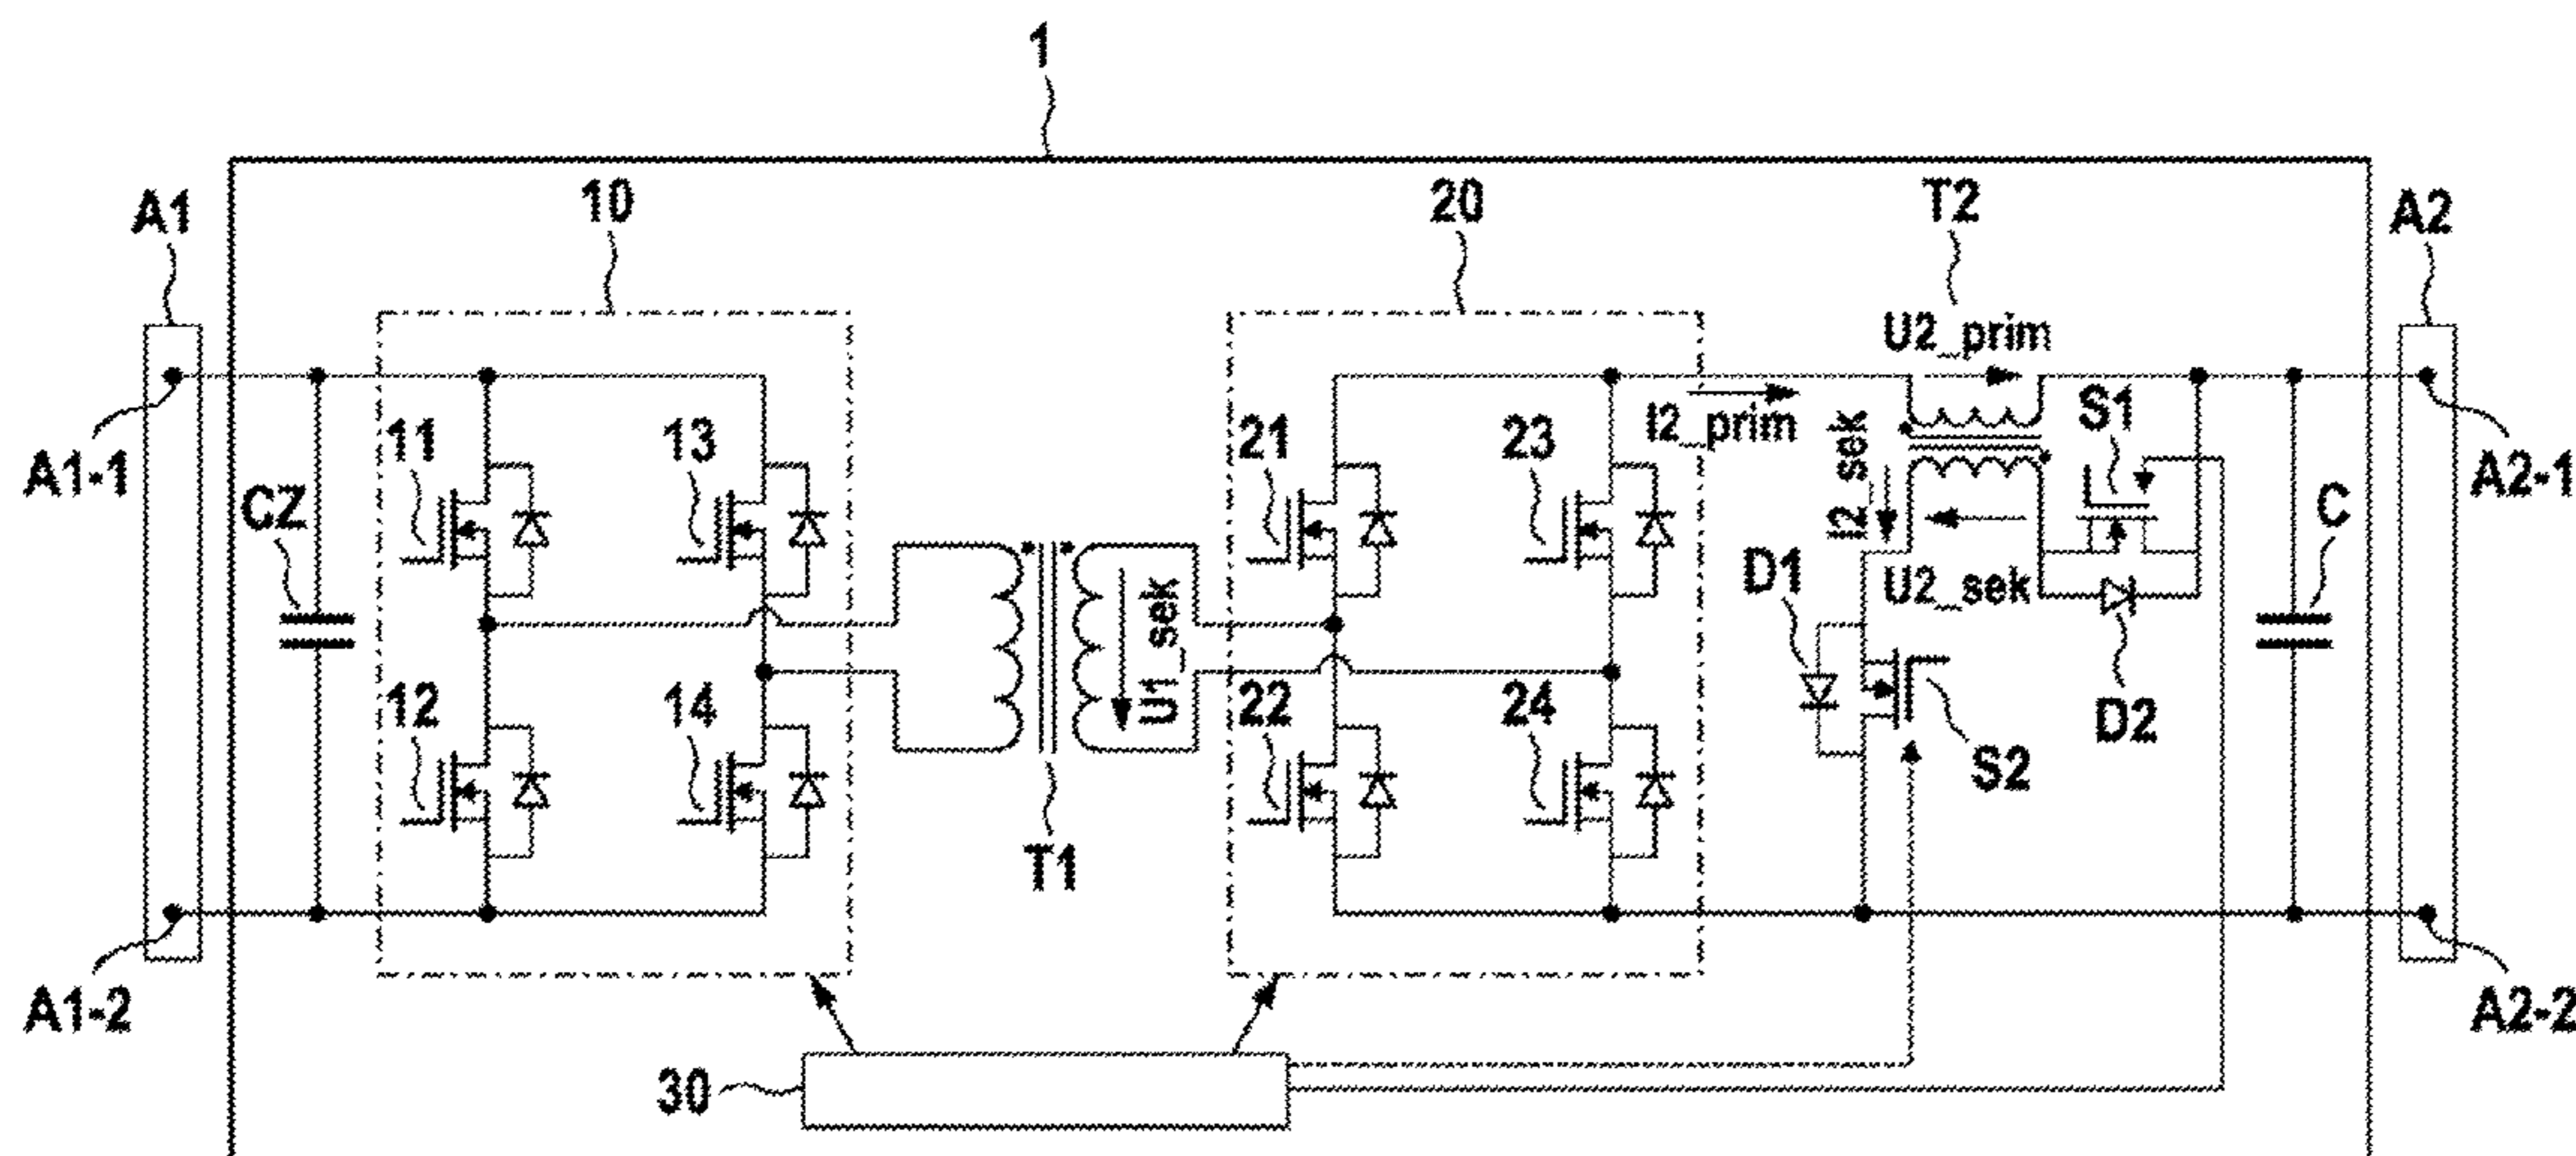 1
A1
10
20
T2
A2
U2_prim
I2_prim
A1-1
CZ
11
13
21
23
I2_sek
S1
A2-1
C
U1_sek
D1
U2_sek
D2
12
14
22
24
S2
T1
A1-2
A2-2
30